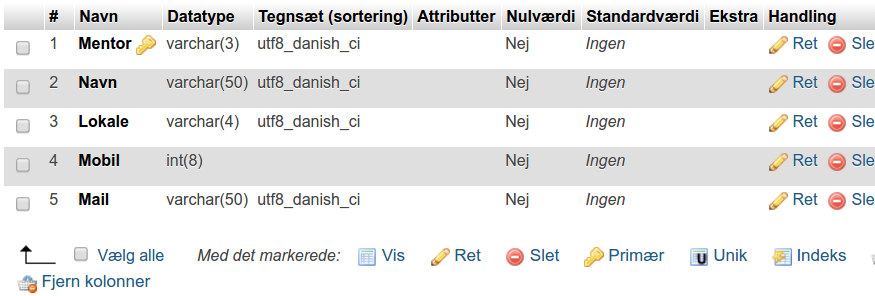 # Navn Datatype Tegnsæt (sortering) Attributter Nulværdi Standardværdi Ekstra Handling
1 Mentor varchar(3) utf8_danish_ci Nej Ingen Ret Sle
2 Navn varchar(50) utf8_danish_ci Nej Ingen Ret Sle
3 Lokale varchar(4) utf8_danish_ci Nej Ingen Ret Sle
4 Mobil int(8) Nej Ingen Ret Sle
5 Mail varchar(50) utf8_danish_ci Nej Ingen Ret Sle
Vælg alle Med det markerede: Vis Ret Slet Primær U Unik Indeks
Fjern kolonner